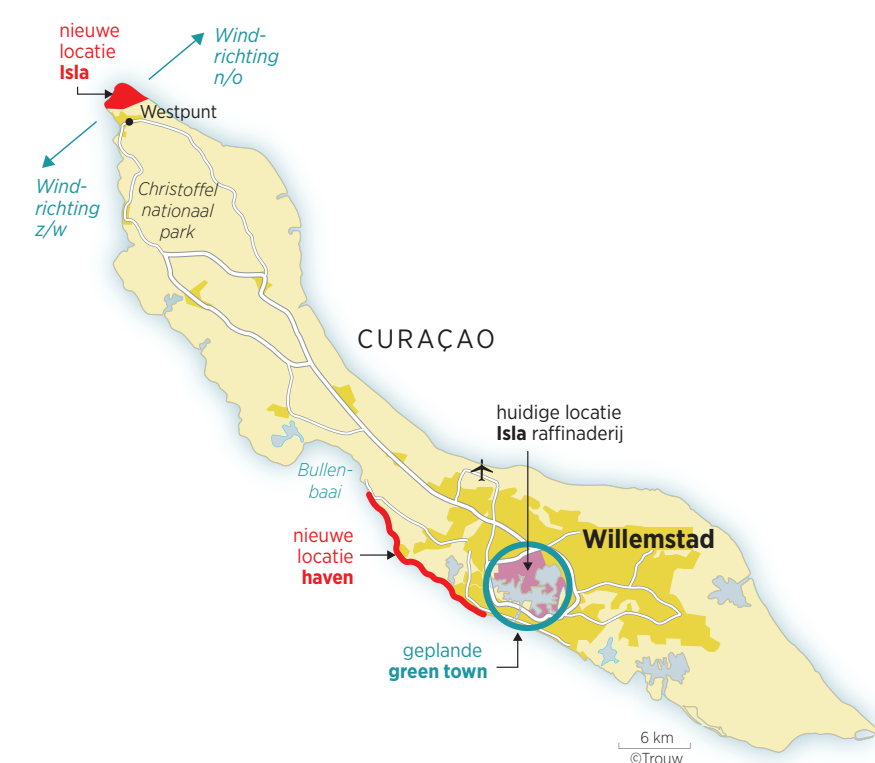 nieuwe
locatie
Isla
Wind-
richting
n/o
Westpunt
Wind-
richting
z/w
Christoffel
nationaal
park
CURAÇAO
huidige locatie
Isla raffinaderij
Bullen-
baai
nieuwe
locatie
haven
Willemstad
geplande
green town
6 km
©Trouw